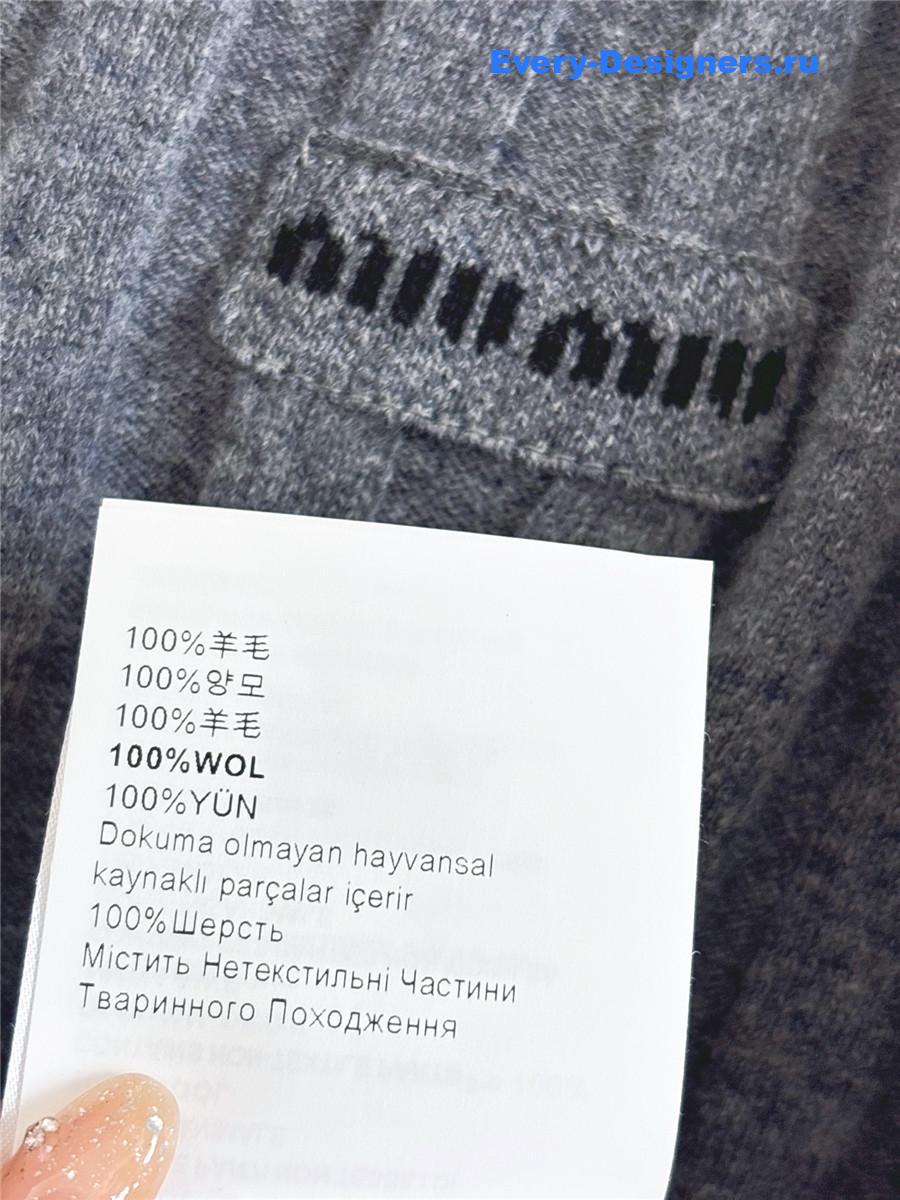 Every-Designers.ru
miu miu
100%羊毛
100%양모
100%羊毛
100%WOL
100%YÜN
Dokuma olmayan hayvansal
kaynaklı parçalar içerir
100%Шерсть
Містить Нетекстильні Частини
Тваринного Походження